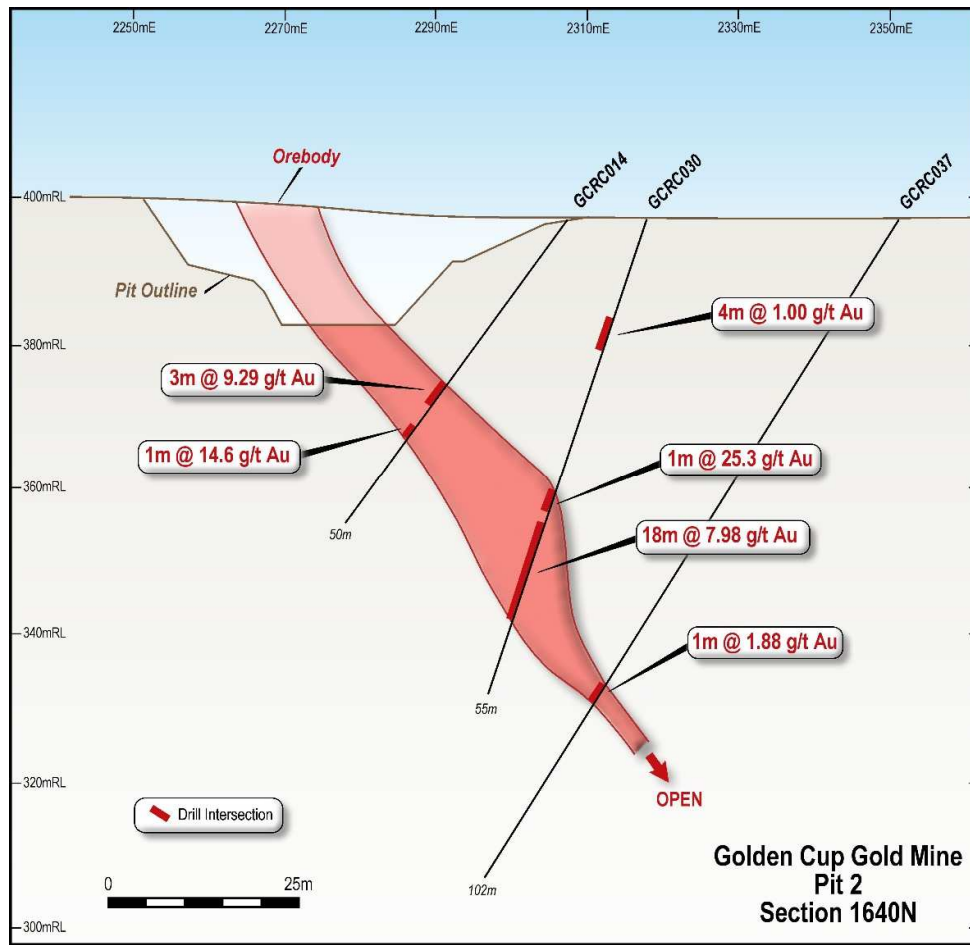 2250mE
2270mE
2290mE
2310mE
2330mE
2350mE
Orebody
GCRC014
GCRC030
GCRC037
400mRL
Pit Outline
4m @ 1.00 g/t Au
380mRL
3m @ 9.29 g/t Au
1m @ 14.6 g/t Au
1m @ 25.3 g/t Au
360mRL
50m
18m @ 7.98 g/t Au
340mRL
1m @ 1.88 g/t Au
55m
320mRL
OPEN
Drill Intersection
0
25m
102m
Golden Cup Gold Mine
Pit 2
Section 1640N
300mRL